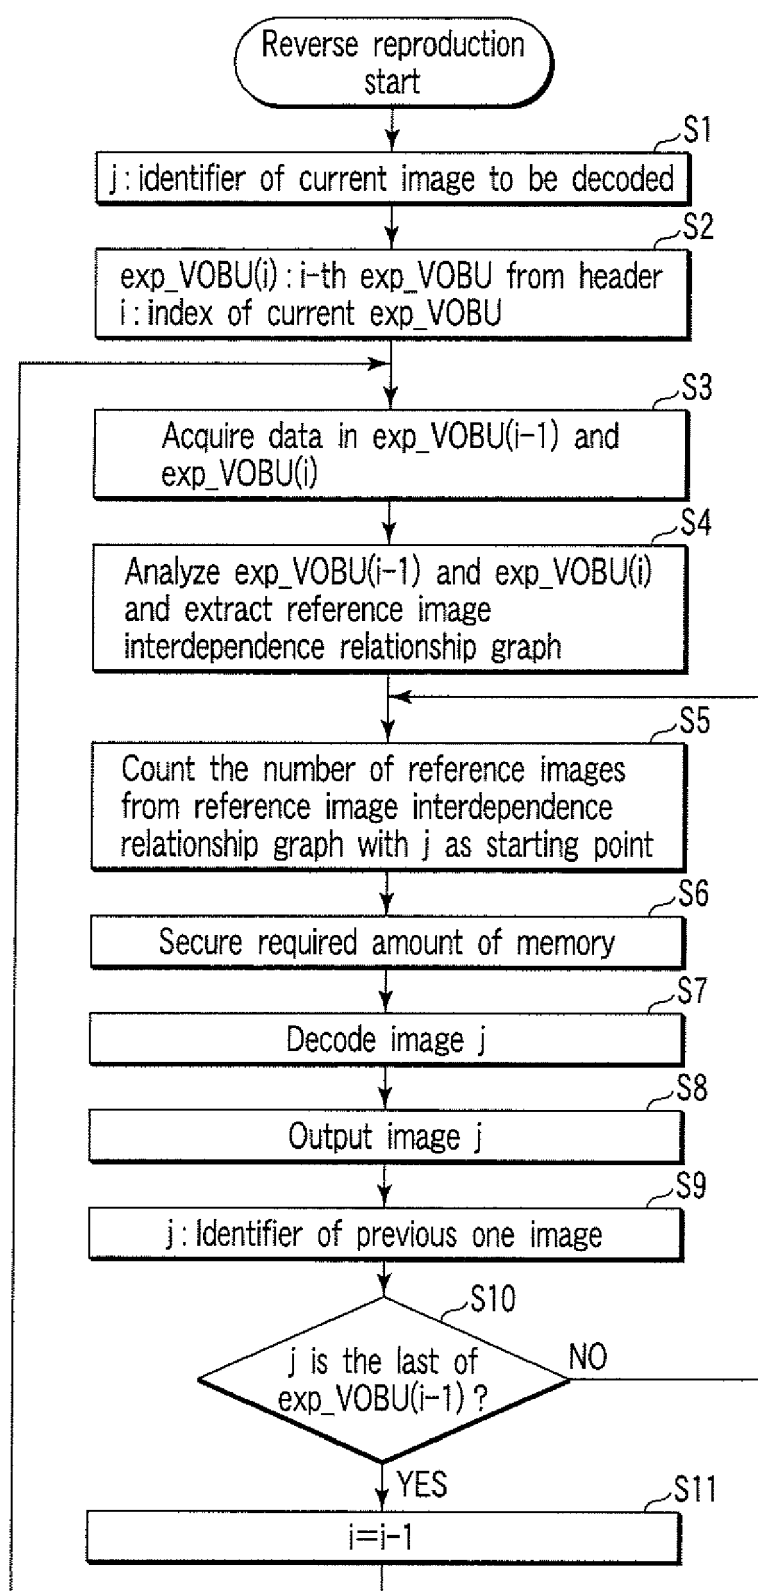 Reverse reproduction
start
S1
j : identifier of current image to be decoded
S2
exp_VOBU(i) : i-th exp_VOBU from header
i : index of current exp_VOBU
S3
Acquire data in exp_VOBU(i-1) and
exp_VOBU(i)
S4
Analyze exp_VOBU(i-1) and exp_VOBU(i)
and extract reference image
interdependence relationship graph
S5
Count the number of reference images
from reference image interdependence
relationship graph with j as starting point
S6
Secure required amount of memory
S7
Decode image j
S8
Output image j
S9
j : Identifier of previous one image
S10
j is the last of
exp_VOBU(i-1) ?
NO
YES
S11
i=i-1